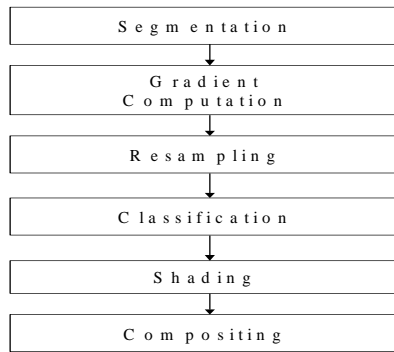 Segmentation
Gradient
Computation
Resampling
Classification
Shading
Compositing